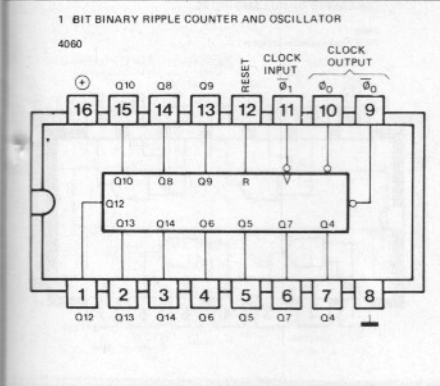 1 BIT BINARY RIPPLE COUNTER AND OSCILLATOR
4060
RESET
CLOCK INPUT
CLOCK OUTPUT
⊕ Q10 Q8 Q9 Ø1 Ø0 Ø0
16 15 14 13 12 11 10 9
Q10 Q8 Q9 R
Q12
Q13 Q14 Q6 Q5 Q7 Q4
1 2 3 4 5 6 7 8
Q12 Q13 Q14 Q6 Q5 Q7 Q4